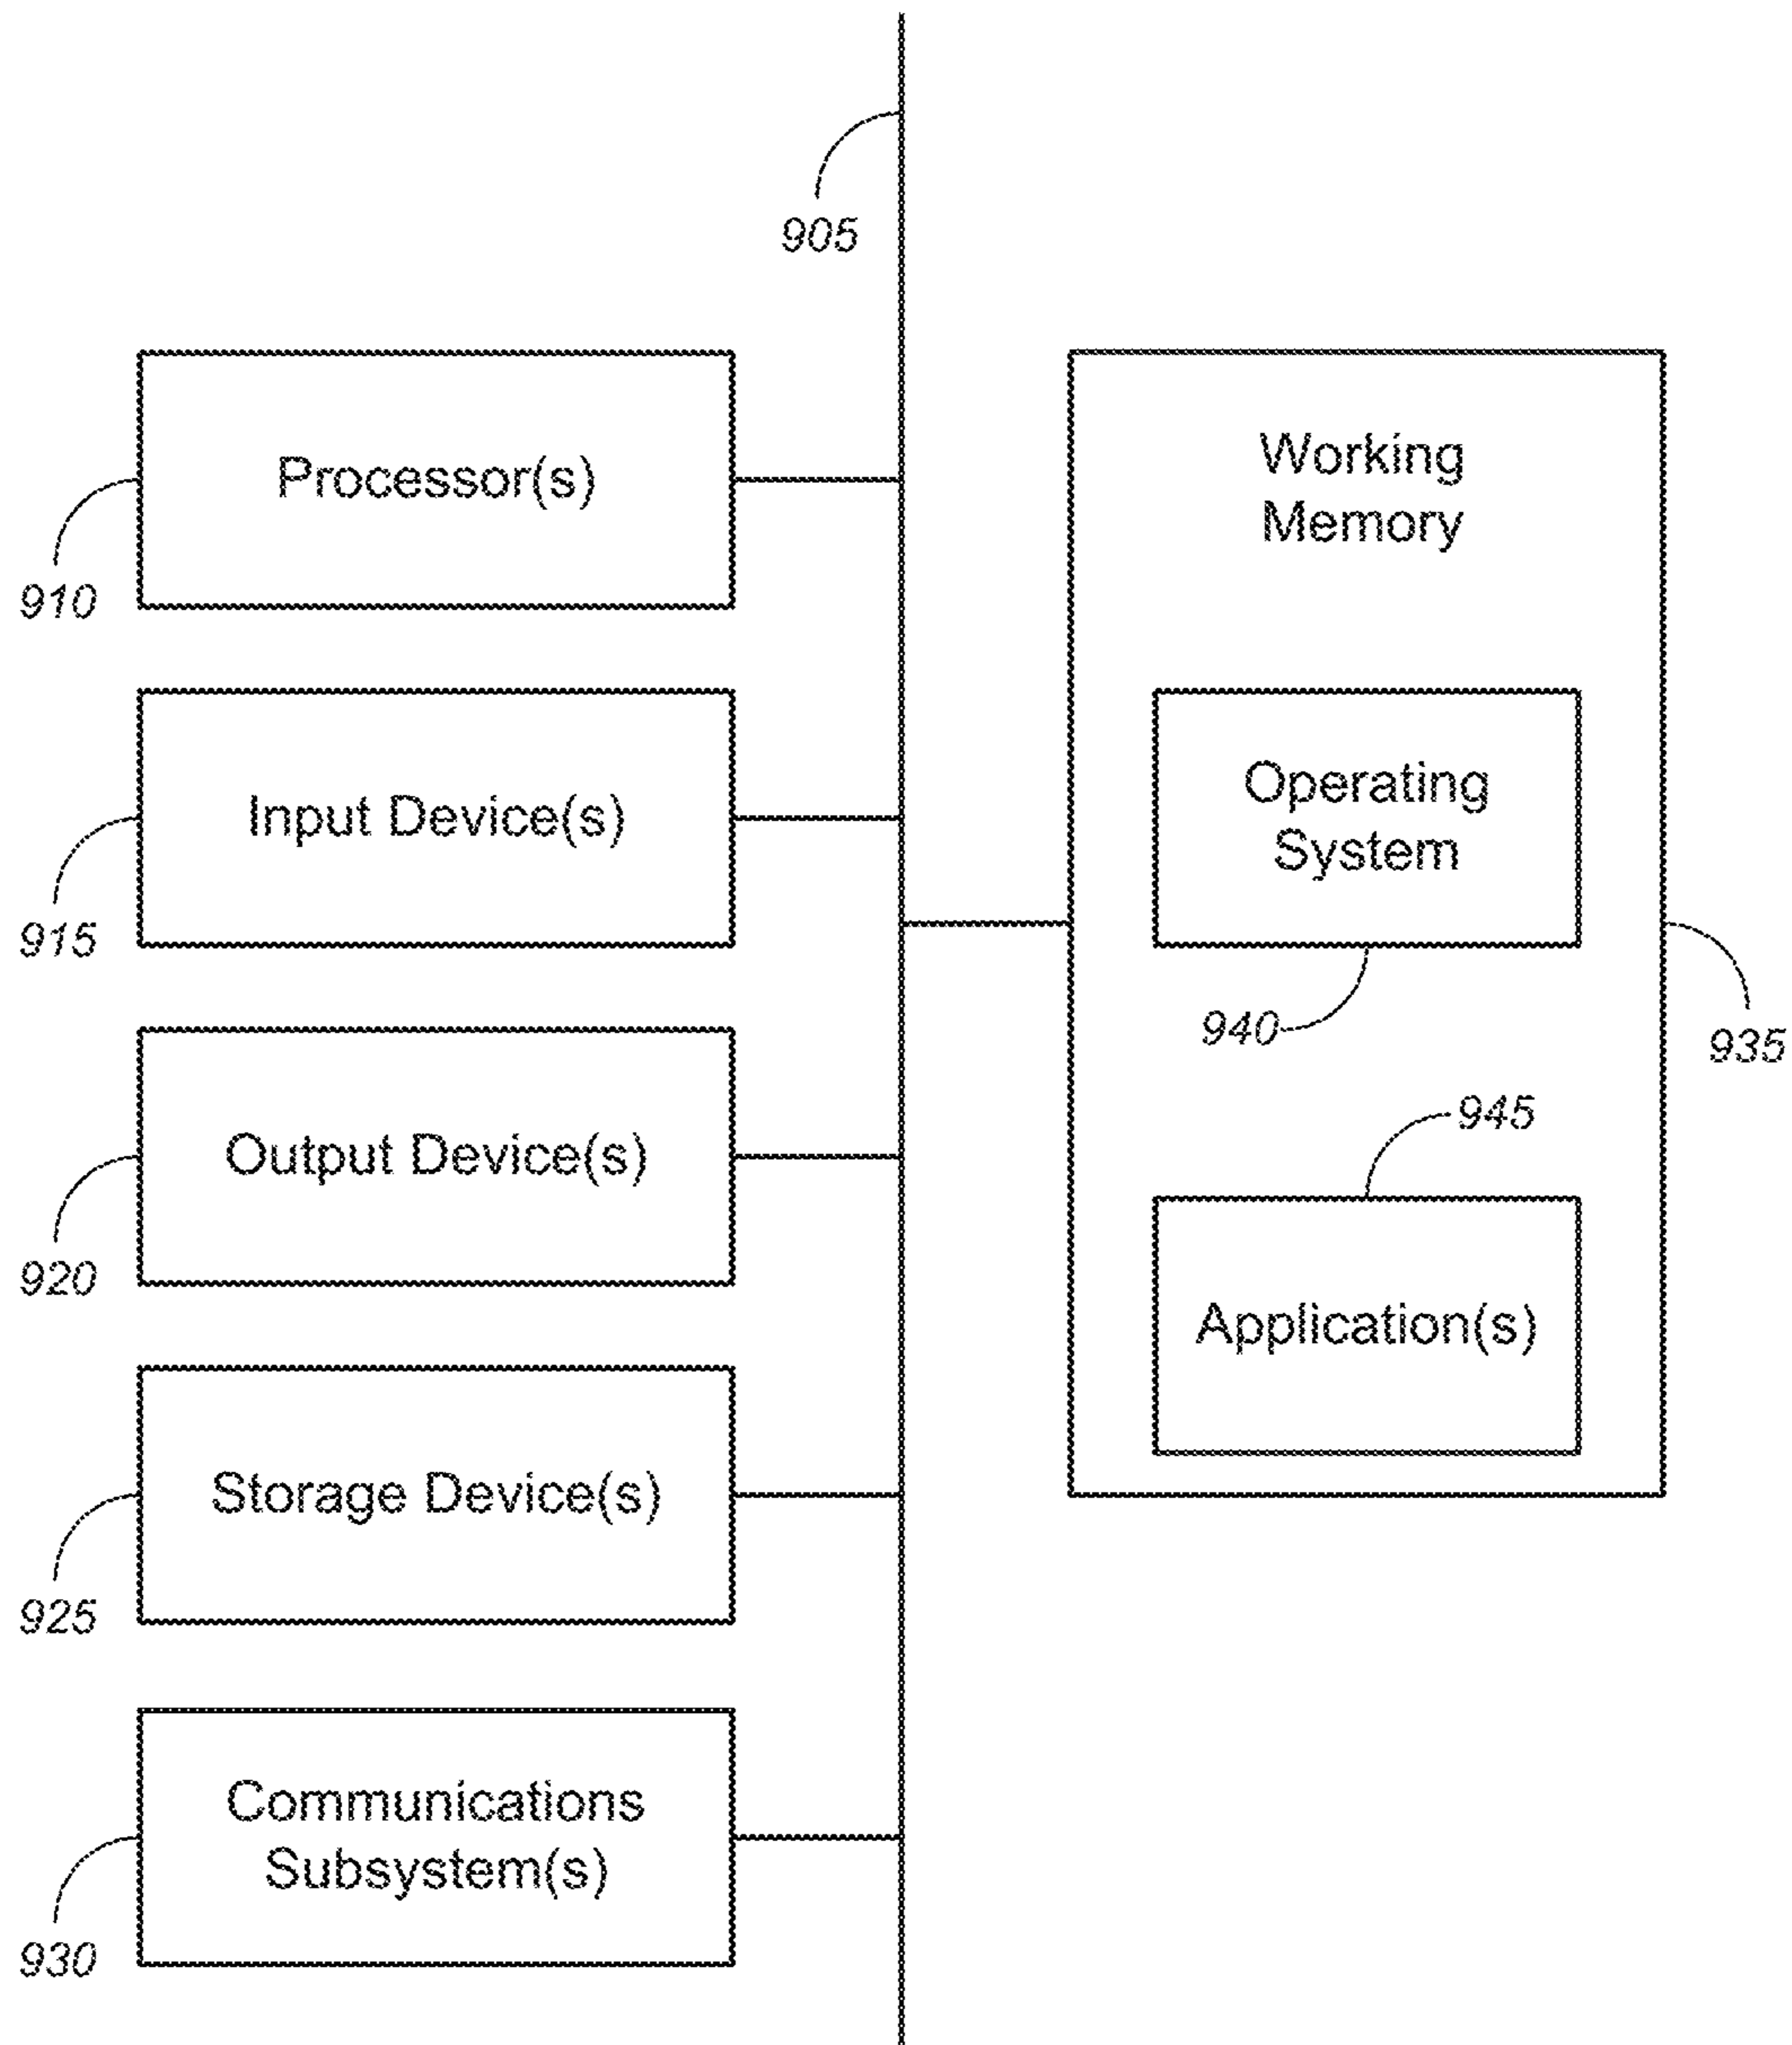 905
Processor(s)
910
Input Device(s)
915
Output Device(s)
920
Storage Device(s)
925
Communications
Subsystem(s)
930
Working
Memory
Operating
System
940
935
945
Application(s)